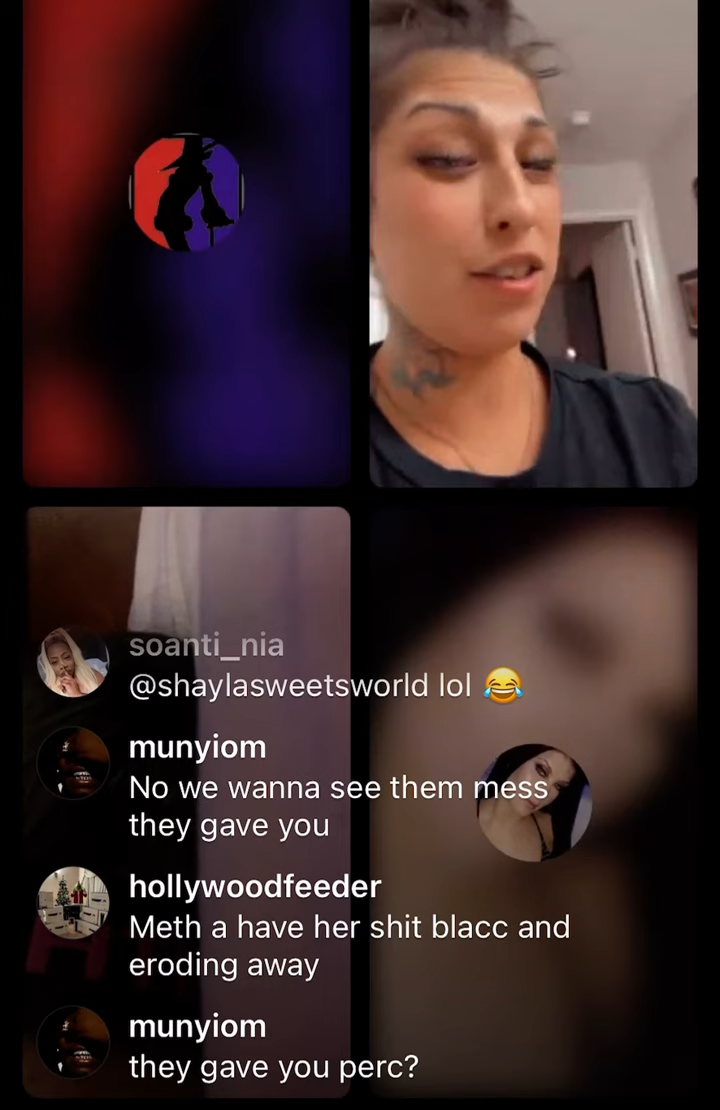 soanti_nia
@shaylasweetsworld lol 😂
munyiom
No we wanna see them mess
they gave you
hollywoodfeeder
Meth a have her shit blacc and
eroding away
munyiom
they gave you perc?